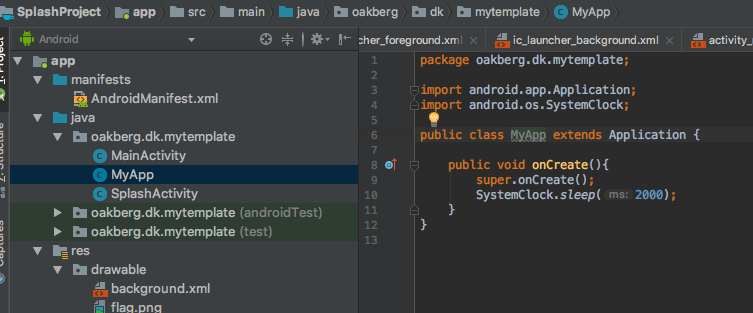 SplashProject app src main java oakberg dk mytemplate MyApp
Android
cher_foreground.xml ic_launcher_background.xml activity_
1: Project
Structure
Captures
app
manifests
AndroidManifest.xml
java
oakberg.dk.mytemplate
MainActivity
MyApp
SplashActivity
oakberg.dk.mytemplate (androidTest)
oakberg.dk.mytemplate (test)
res
drawable
background.xml
flag.png
1 package oakberg.dk.mytemplate;
2
3 import android.app.Application;
4 import android.os.SystemClock;
5
6 public class MyApp extends Application {
7
8 public void onCreate(){
9 super.onCreate();
10 SystemClock.sleep( ms: 2000);
11 }
12 }
13